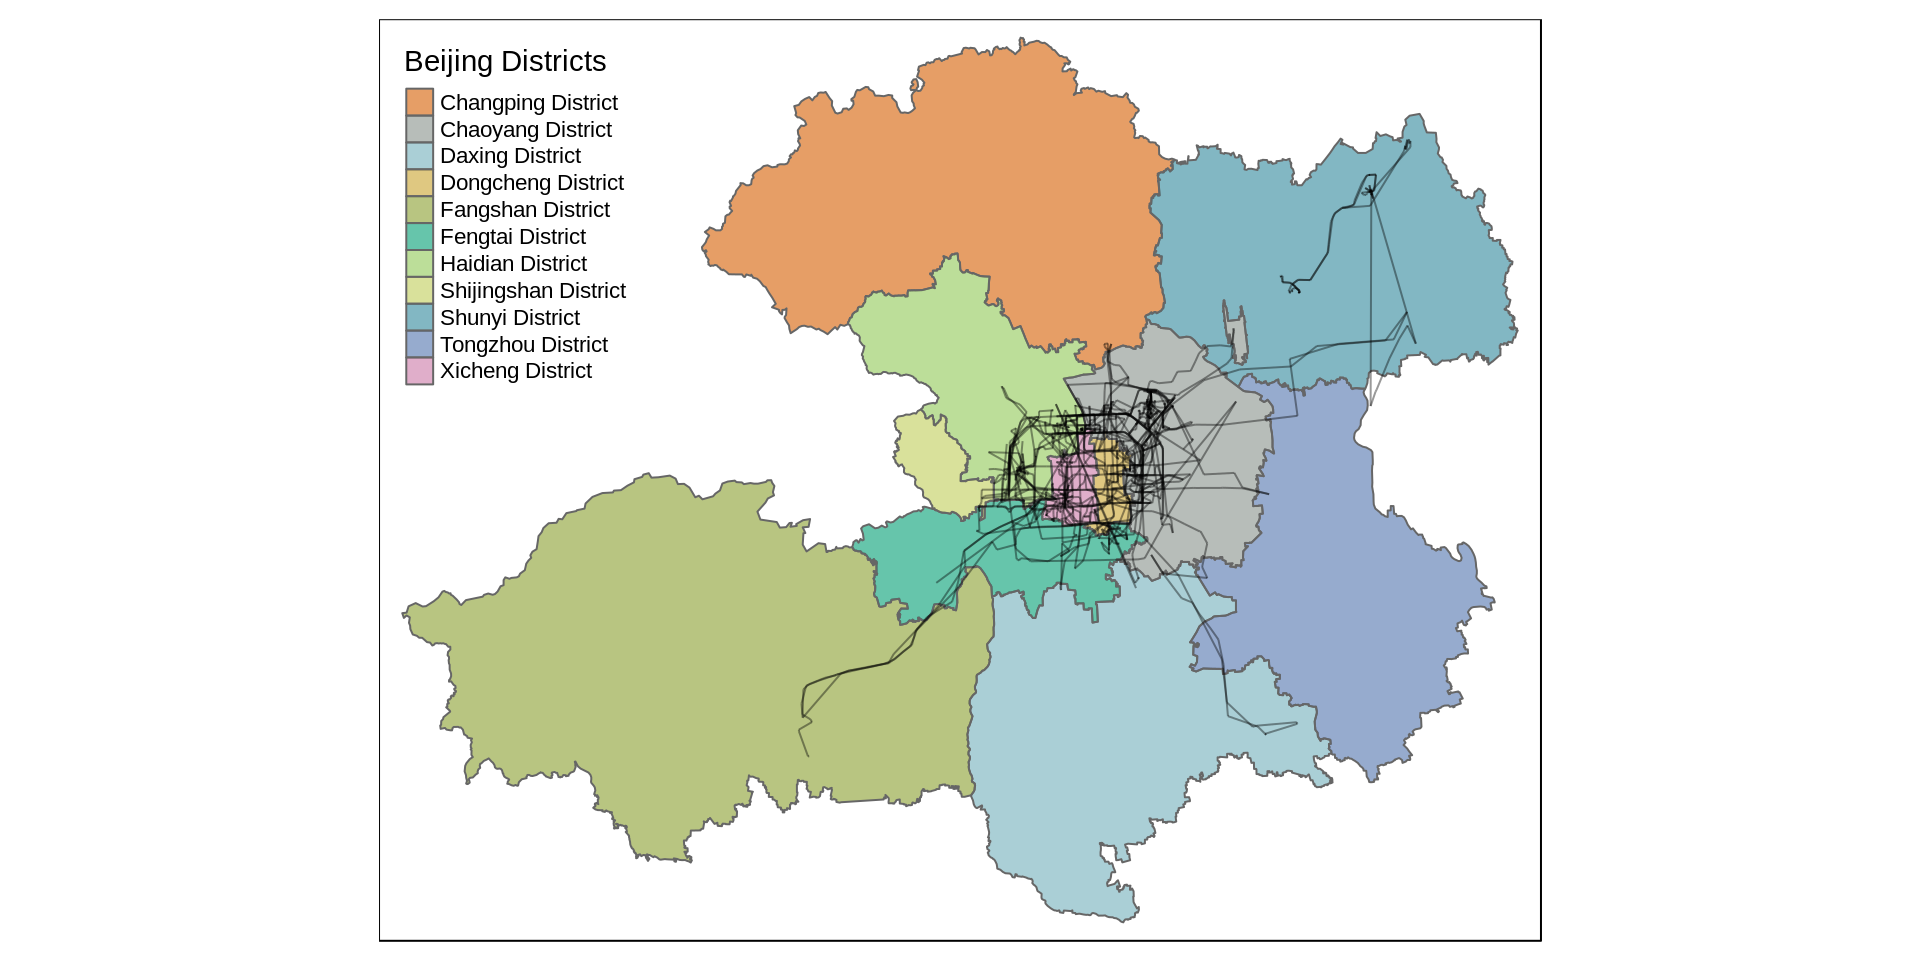 Beijing Districts
Changping District
Chaoyang District
Daxing District
Dongcheng District
Fangshan District
Fengtai District
Haidian District
Shijingshan District
Shunyi District
Tongzhou District
Xicheng District